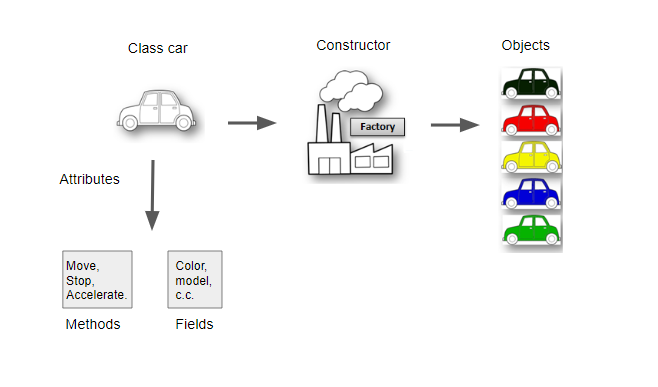 Class car
Constructor
Objects
Factory
Attributes
Move,
Stop,
Accelerate.
Color,
model,
c.c.
Methods
Fields